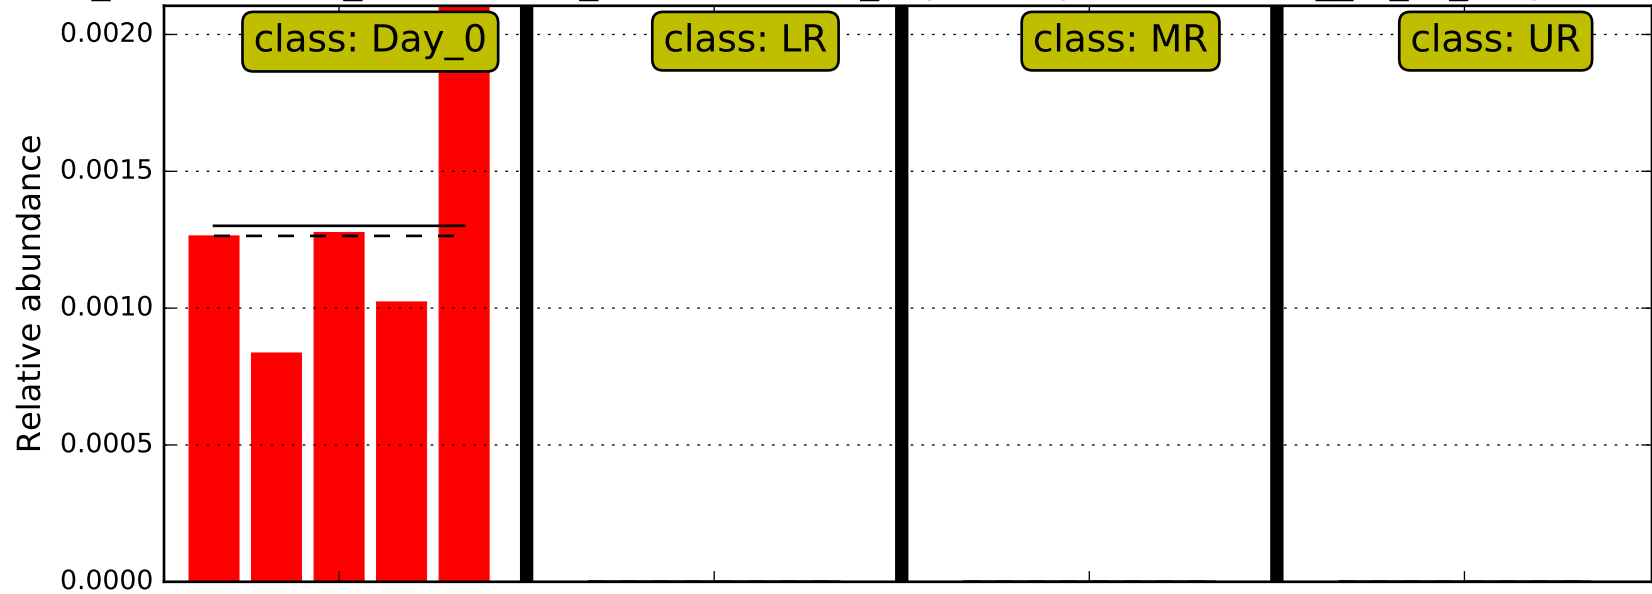 class: Day_0
class: LR
class: MR
class: UR
Relative abundance
0.0020
0.0015
0.0010
0.0005
0.0000